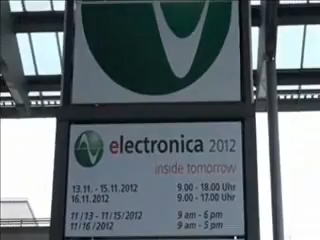 electronica 2012
inside tomorrow
13.11. - 15.11.2012 9.00 - 18.00 Uhr
16.11.2012 9.00 - 17.00 Uhr
11/13 - 11/15/2012 9 am - 6 pm
11/16/2012 9 am - 5 pm